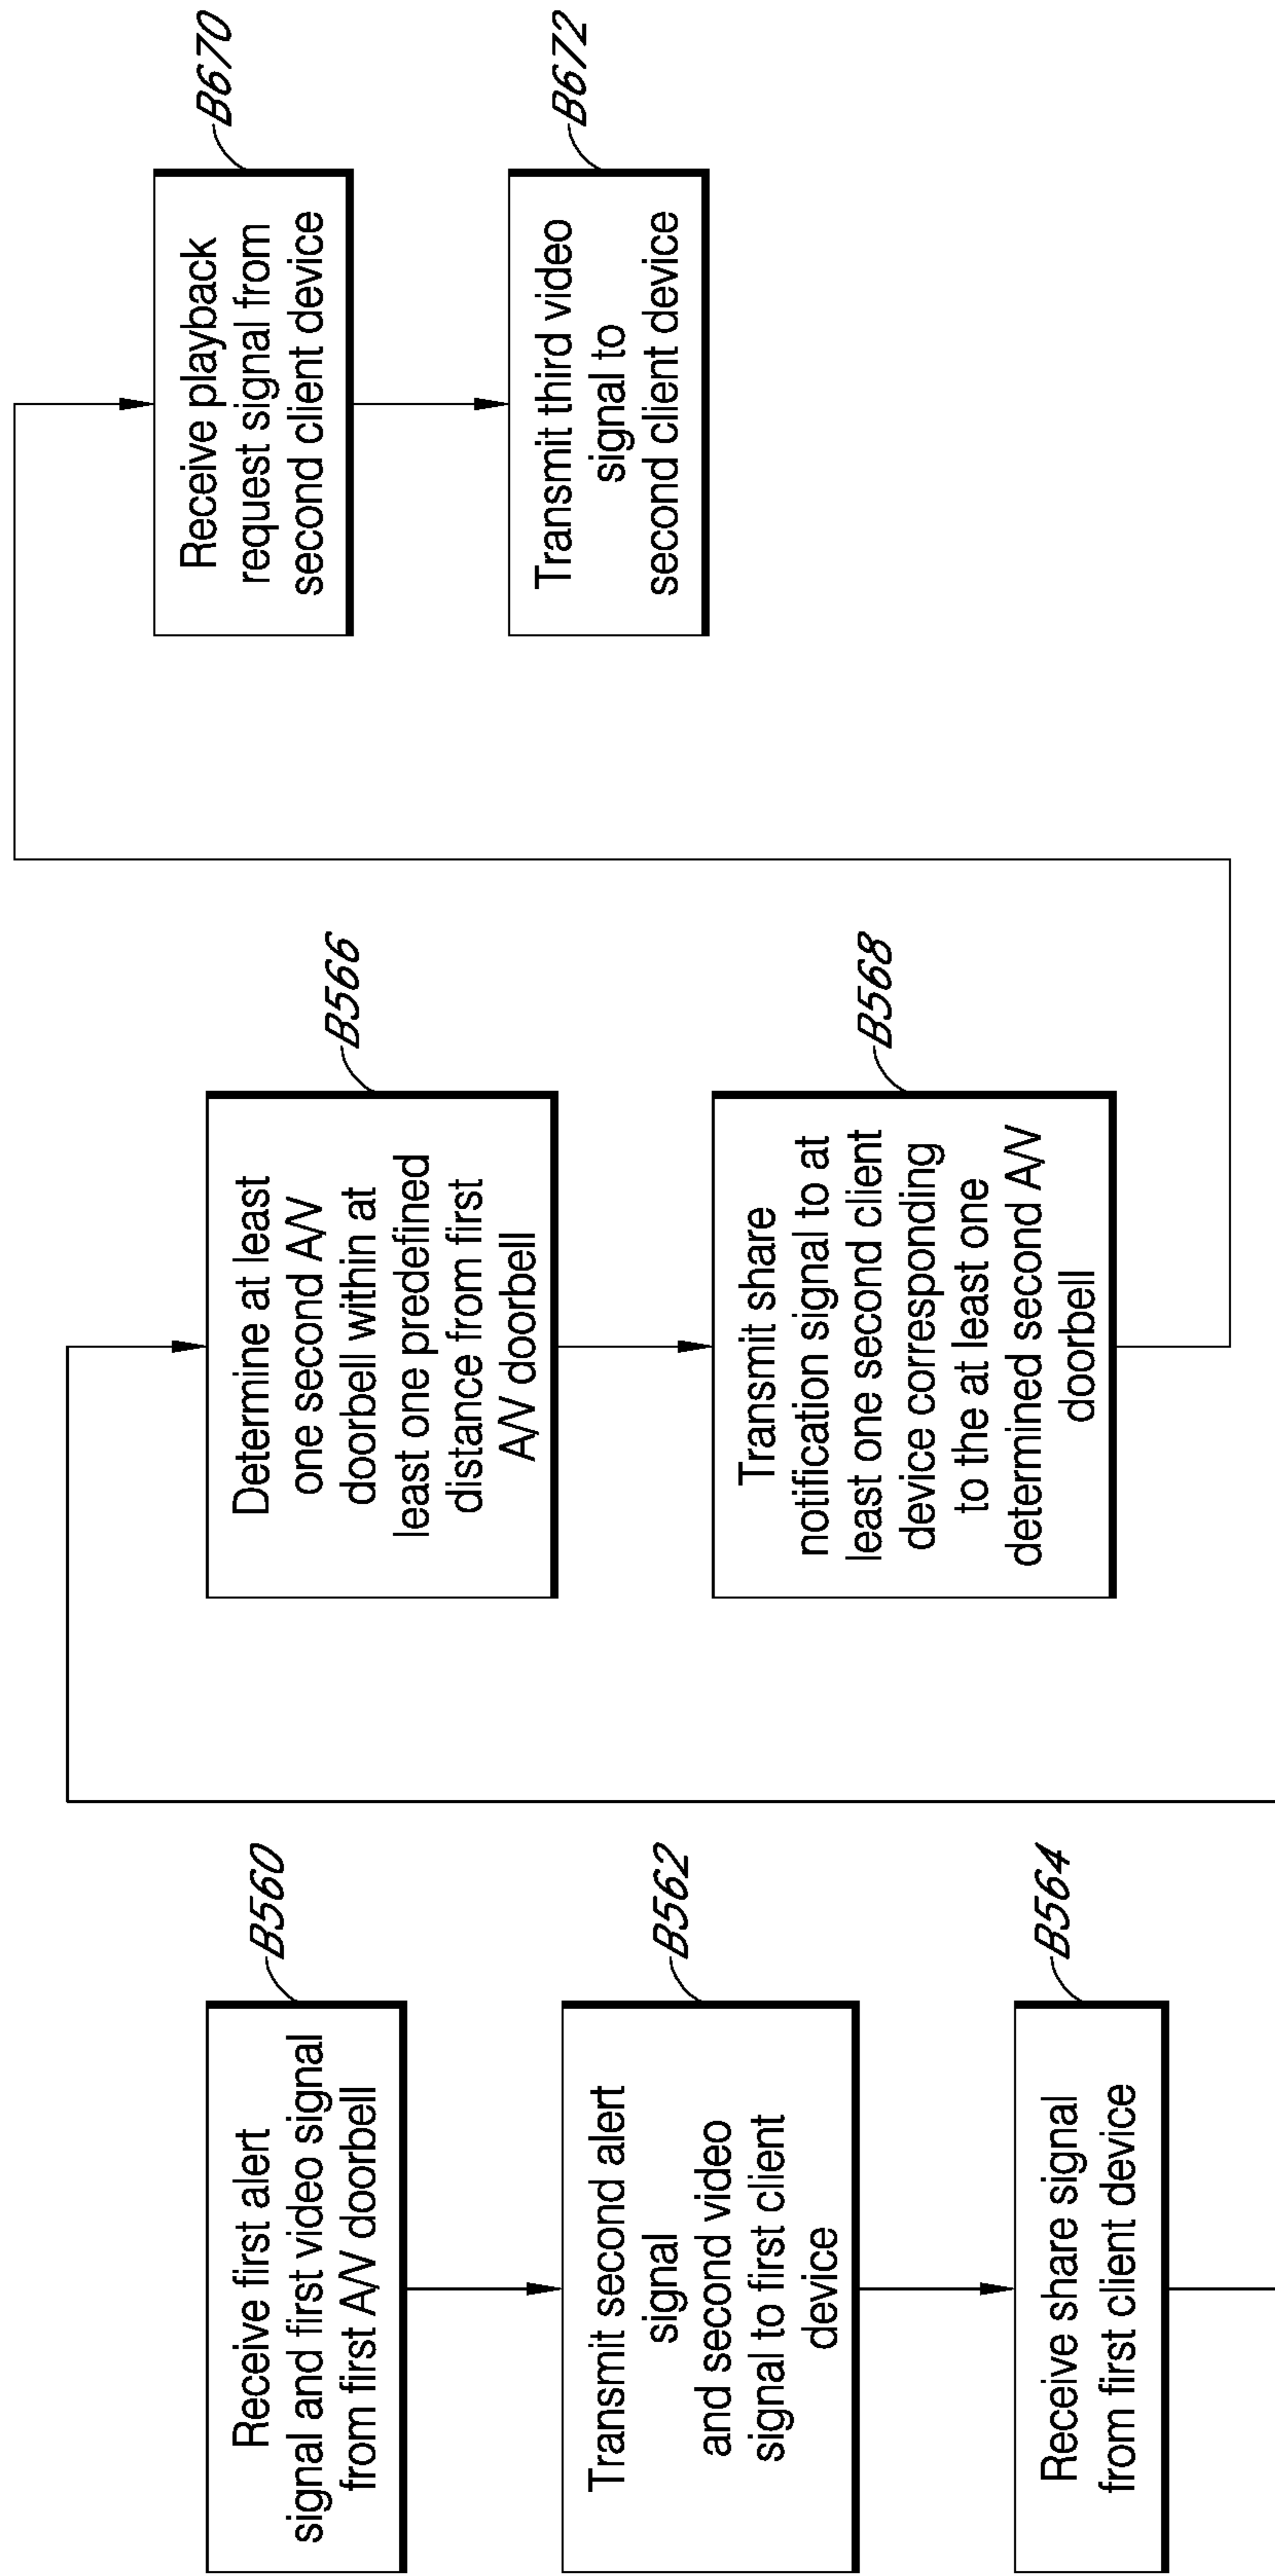 Receive first alert
signal and first video signal
from first A/V doorbell
B560
Transmit second alert
signal
and second video
signal to first client
device
B562
Receive share signal
from first client device
B564
Determine at least
one second A/V
doorbell within at
least one predefined
distance from first
A/V doorbell
B566
Transmit share
notification signal to at
least one second client
device corresponding
to the at least one
determined second A/V
doorbell
B568
Receive playback
request signal from
second client device
B670
Transmit third video
signal to
second client device
B672